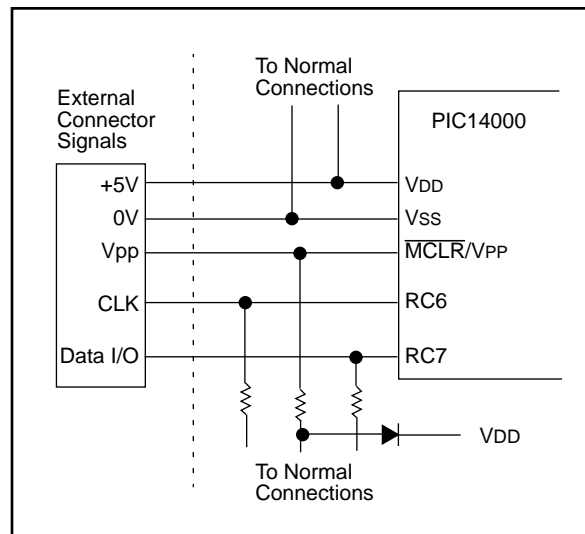 To Normal
Connections
External
Connector
Signals
PIC14000
+5V
VDD
0V
VSS
Vpp
MCLR/VPP
CLK
RC6
Data I/O
RC7
VDD
To Normal
Connections